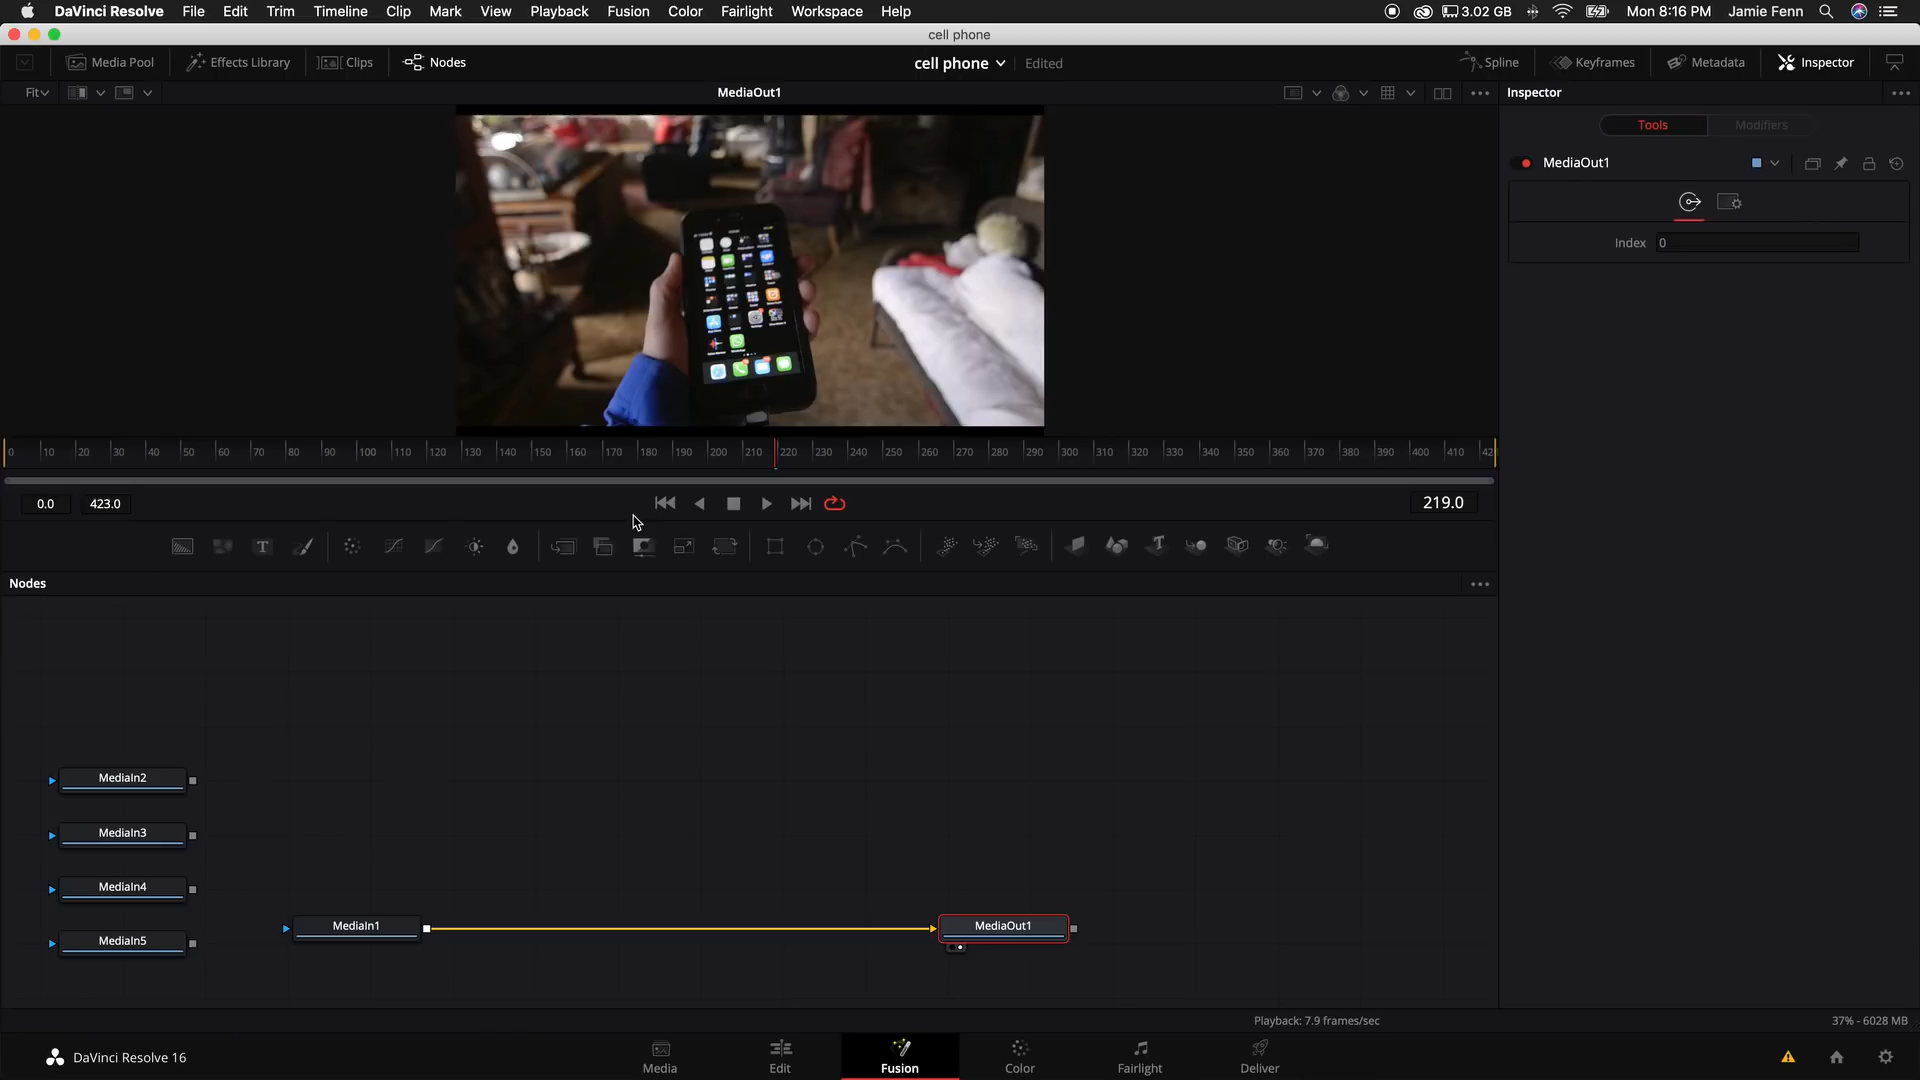 DaVinci Resolve File Edit Trim Timeline Clip Mark View Playback Fusion Color Fairlight Workspace Help 3.02 GB Mon 8:16 PM Jamie Fenn
cell phone
Media Pool Effects Library Clips Nodes cell phone Edited Spline Keyframes Metadata Inspector
Fit MediaOut1 Inspector
Tools Modifiers
MediaOut1
Index 0
0 10 20 30 40 50 60 70 80 90 100 110 120 130 140 150 160 170 180 190 200 210 220 230 240 250 260 270 280 290 300 310 320 330 340 350 360 370 380 390 400 410 42
0.0 423.0 219.0
T T
Nodes
MediaIn2
MediaIn3
MediaIn4
MediaIn5 MediaIn1 MediaOut1
Playback: 7.9 frames/sec 37% - 6028 MB
DaVinci Resolve 16 Media Edit Fusion Color Fairlight Deliver